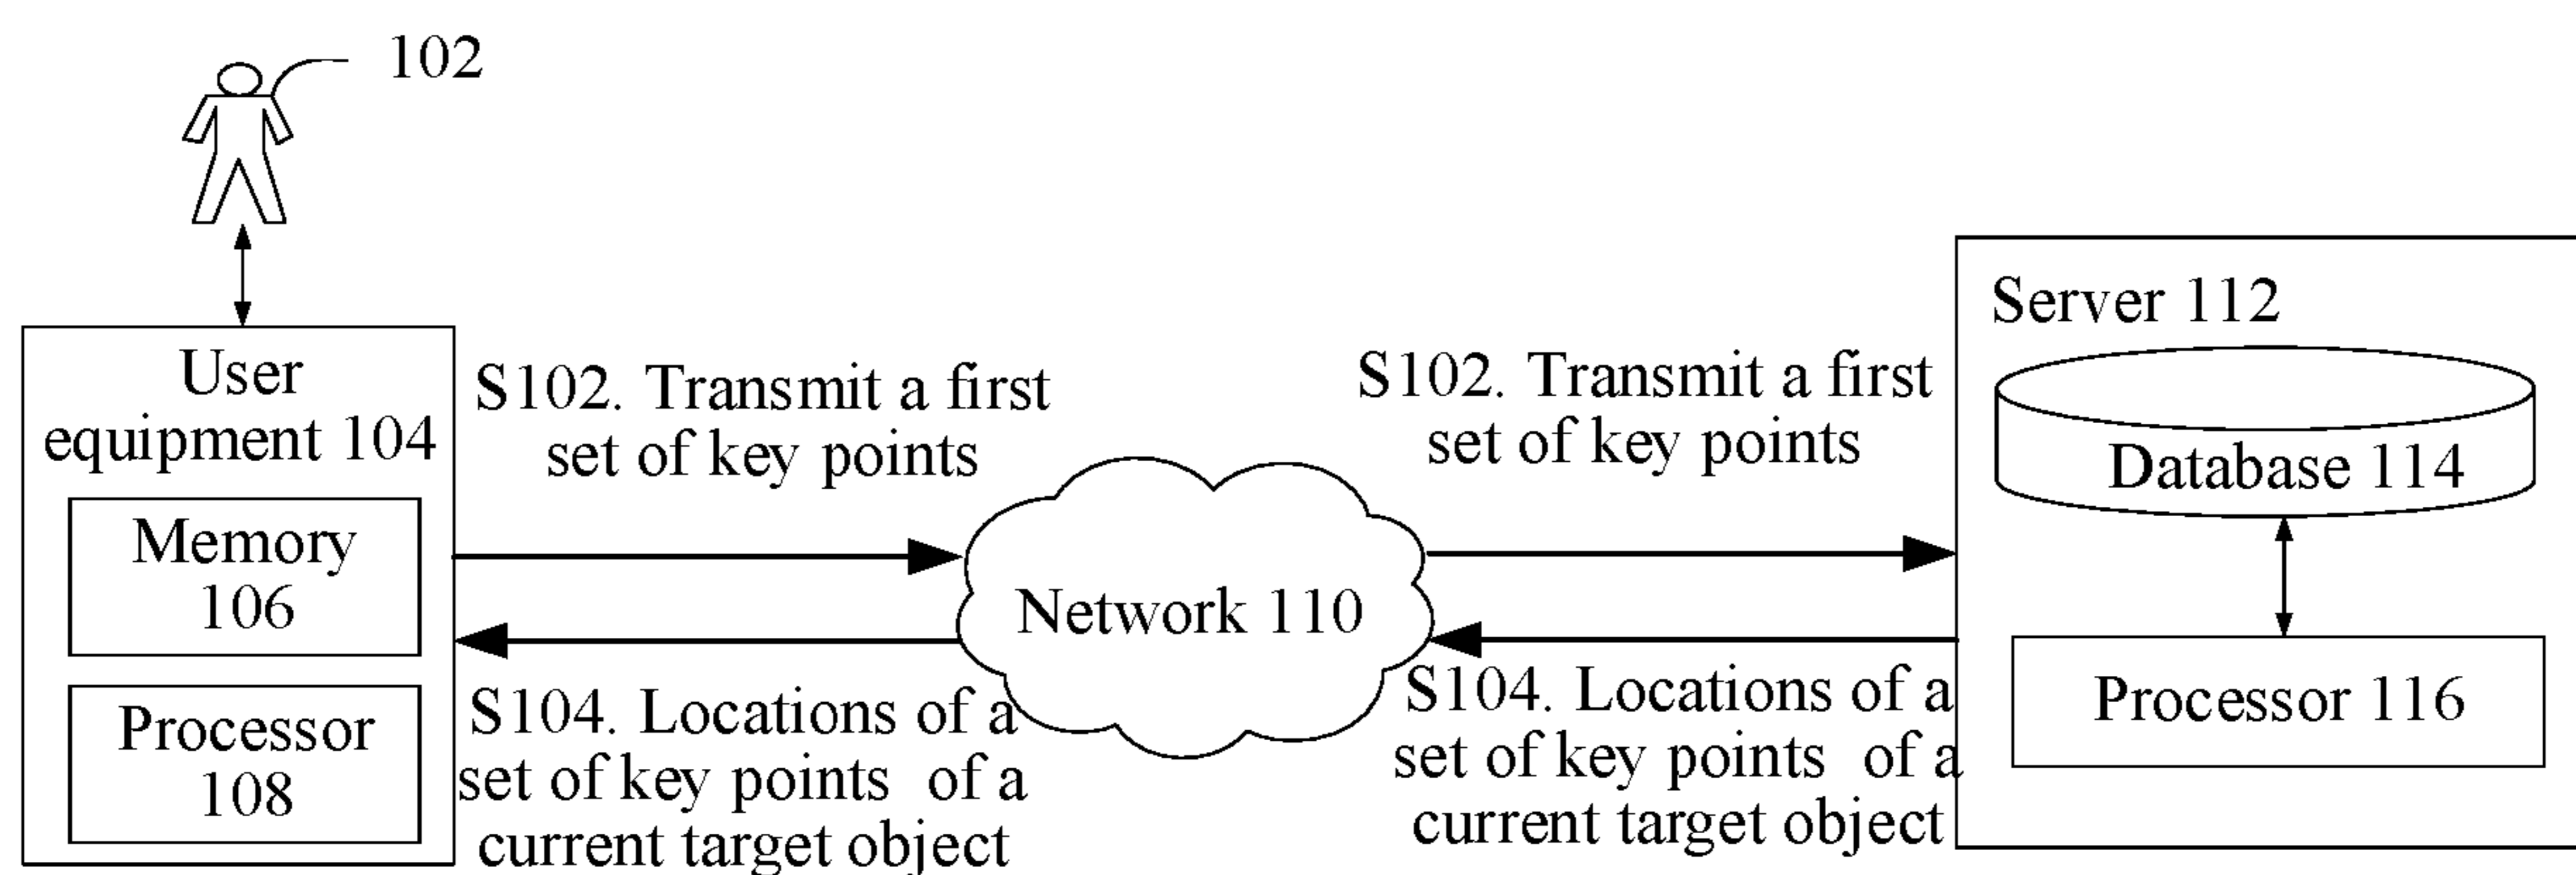 102
User
equipment 104
Memory
106
Processor
108
S102. Transmit a first
set of key points
S104. Locations of a
set of key points of a
current target object
Network 110
S102. Transmit a first
set of key points
S104. Locations of a
set of key points of a
current target object
Server 112
Database 114
Processor 116